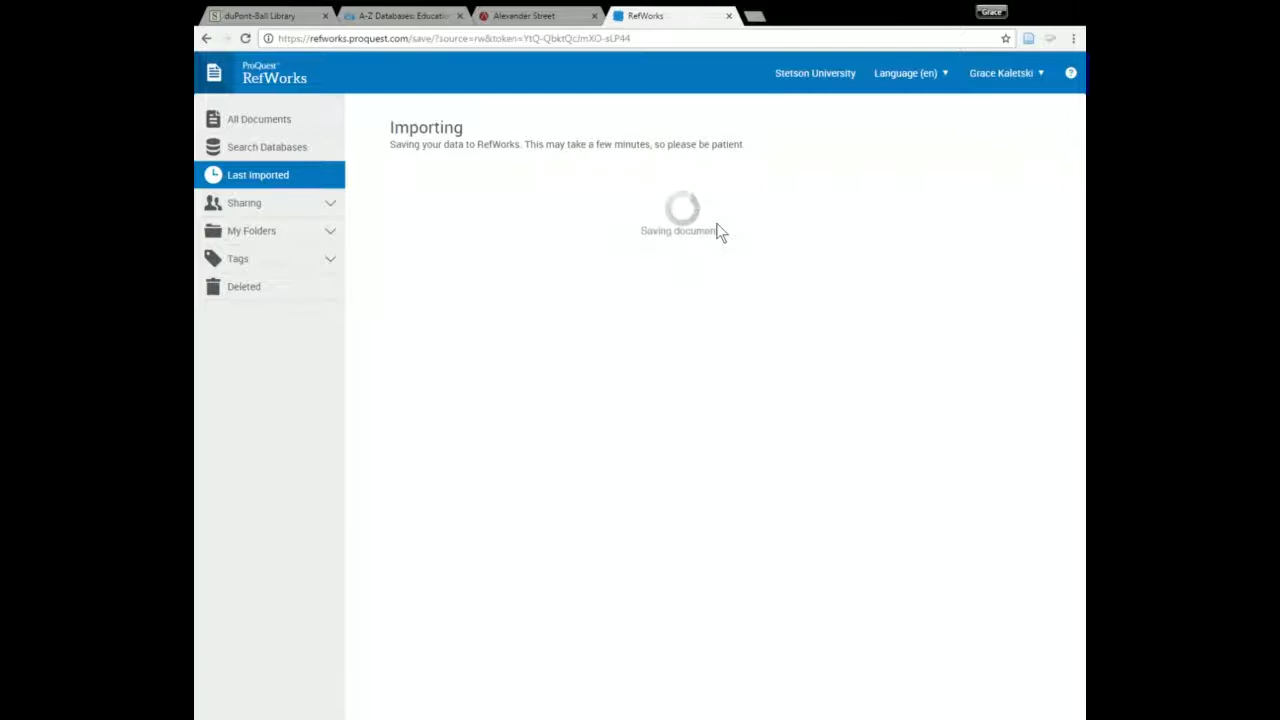 duPont-Ball Library
A-Z Databases: Educatio
Alexander Street
RefWorks
Grace
https://refworks.proquest.com/save/?source=rw&token=YtQ-QbktQcJmXO-sLP44
ProQuest
RefWorks
Stetson University
Language (en)
Grace Kaletski
?
All Documents
Search Databases
Last Imported
Sharing
My Folders
Tags
Deleted
Importing
Saving your data to RefWorks. This may take a few minutes, so please be patient
Saving documen